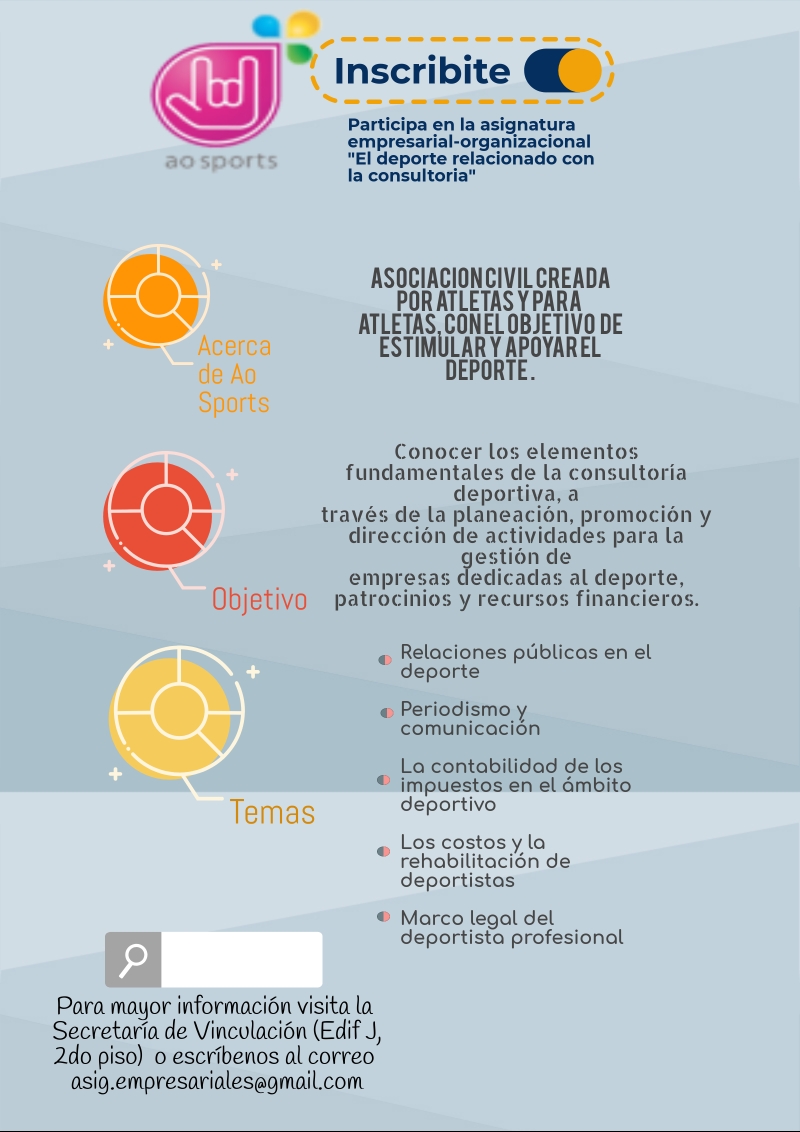 ao sports
Inscribite
Participa en la asignatura
empresarial-organizacional
"El deporte relacionado con
la consultoria"
Acerca
de Ao
Sports
ASOCIACION CIVIL CREADA
POR ATLETAS Y PARA
ATLETAS, CON EL OBJETIVO DE
ESTIMULAR Y APOYAR EL
DEPORTE.
Objetivo
Conocer los elementos
fundamentales de la consultoría
deportiva, a
través de la planeación, promoción y
dirección de actividades para la
gestión de
empresas dedicadas al deporte,
patrocinios y recursos financieros.
Temas
Relaciones públicas en el
deporte
Periodismo y
comunicación
La contabilidad de los
impuestos en el ámbito
deportivo
Los costos y la
rehabilitación de
deportistas
Marco legal del
deportista profesional
Para mayor información visita la
Secretaría de Vinculación (Edif J,
2do piso) o escríbenos al correo
asig.empresariales@gmail.com